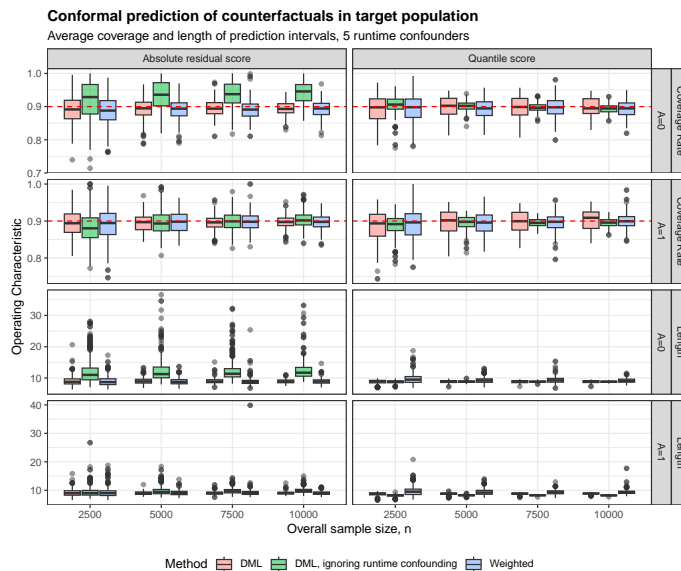 Conformal prediction of counterfactuals in target population
Average coverage and length of prediction intervals, 5 runtime confounders
Absolute residual score
Quantile score
1.0
0.9
0.8
0.7
A=0
Coverage Rate
1.0
0.9
A=1
Coverage Rate
30
20
10
A=0
Length
40
30
20
10
A=1
Length
Operating Characteristic
2500 5000 7500 10000
2500 5000 7500 10000
Overall sample size, n
Method DML DML, ignoring runtime confounding Weighted